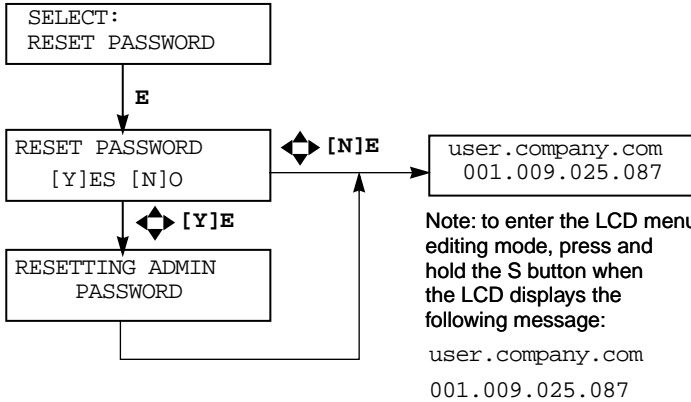 SELECT:
RESET PASSWORD
E
RESET PASSWORD
[Y]ES [N]O
[N]E
user.company.com
001.009.025.087
[Y]E
RESETTING ADMIN
PASSWORD
Note: to enter the LCD menu
editing mode, press and
hold the S button when
the LCD displays the
following message:
user.company.com
001.009.025.087